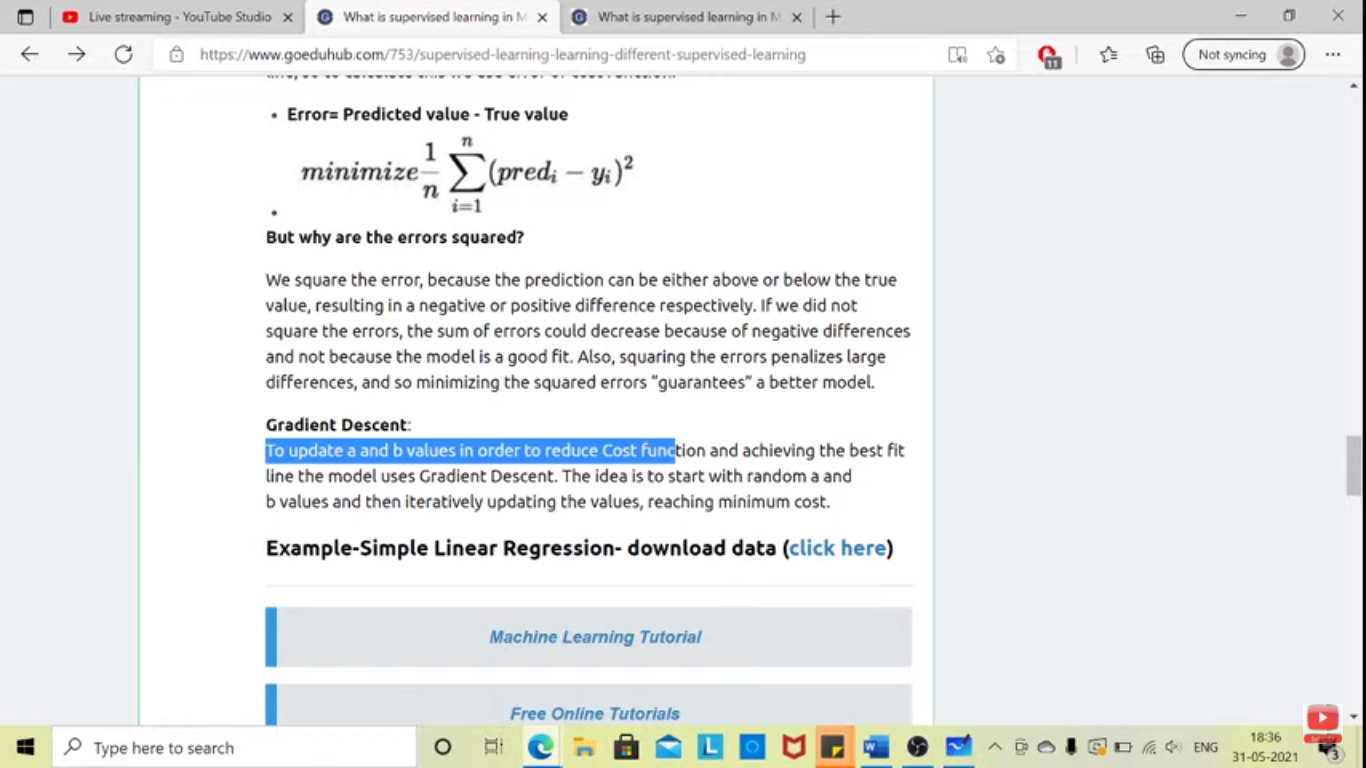 Live streaming - YouTube Studio
What is supervised learning in M
What is supervised learning in M
https://www.goeduhub.com/753/supervised-learning-learning-different-supervised-learning
11
Not syncing
• Error= Predicted value - True value
minimize 1/n ∑ i=1 n (pred_i − y_i)^2
But why are the errors squared?
We square the error, because the prediction can be either above or below the true
value, resulting in a negative or positive difference respectively. If we did not
square the errors, the sum of errors could decrease because of negative differences
and not because the model is a good fit. Also, squaring the errors penalizes large
differences, and so minimizing the squared errors “guarantees” a better model.
Gradient Descent:
To update a and b values in order to reduce Cost function and achieving the best fit
line the model uses Gradient Descent. The idea is to start with random a and
b values and then iteratively updating the values, reaching minimum cost.
Example-Simple Linear Regression- download data (click here)
Machine Learning Tutorial
Free Online Tutorials
Type here to search
ENG
18:36
31-05-2021
3